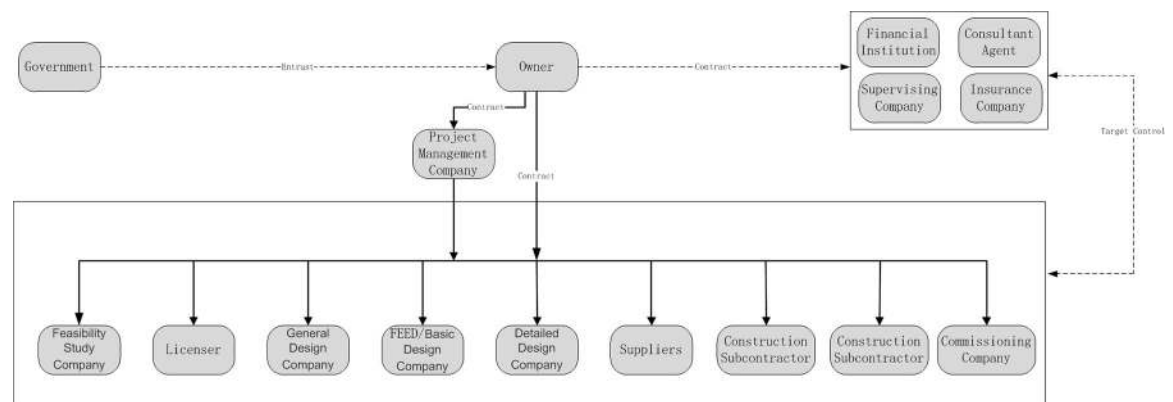 Government
Entrust
Owner
Contract
Financial
Institution
Consultant
Agent
Supervising
Company
Insurance
Company
Target Control
Contract
Project
Management
Company
Contract
Feasibility
Study
Company
Licenser
General
Design
Company
FEED/Basic
Design
Company
Detailed
Design
Company
Suppliers
Construction
Subcontractor
Construction
Subcontractor
Commissioning
Company